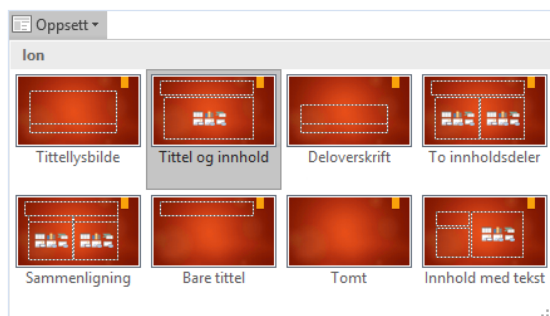 Oppsett
Ion
Tittellysbilde
Tittel og innhold
Deloverskrift
To innholdsdeler
Sammenligning
Bare tittel
Tomt
Innhold med tekst